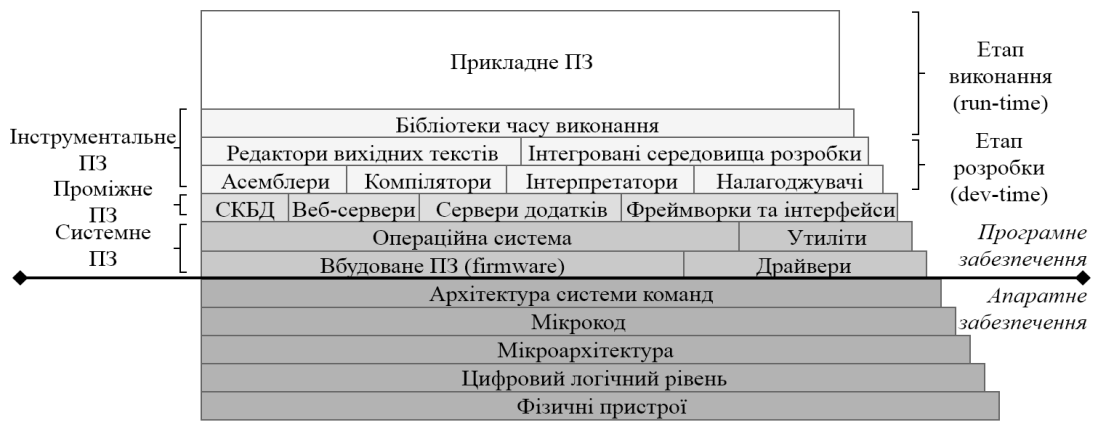 Прикладне ПЗ
Етап
виконання
(run-time)
Бібліотеки часу виконання
Інструментальне
ПЗ
Редактори вихідних текстів
Інтегровані середовища розробки
Етап
розробки
(dev-time)
Асемблери
Компілятори
Інтерпретатори
Налагоджувачі
Проміжне
ПЗ
СКБД
Веб-сервери
Сервери додатків
Фреймворки та інтерфейси
Системне
ПЗ
Операційна система
Утиліти
Програмне
забезпечення
Вбудоване ПЗ (firmware)
Драйвери
Архітектура системи команд
Апаратне
забезпечення
Мікрокод
Мікроархітектура
Цифровий логічний рівень
Фізичні пристрої